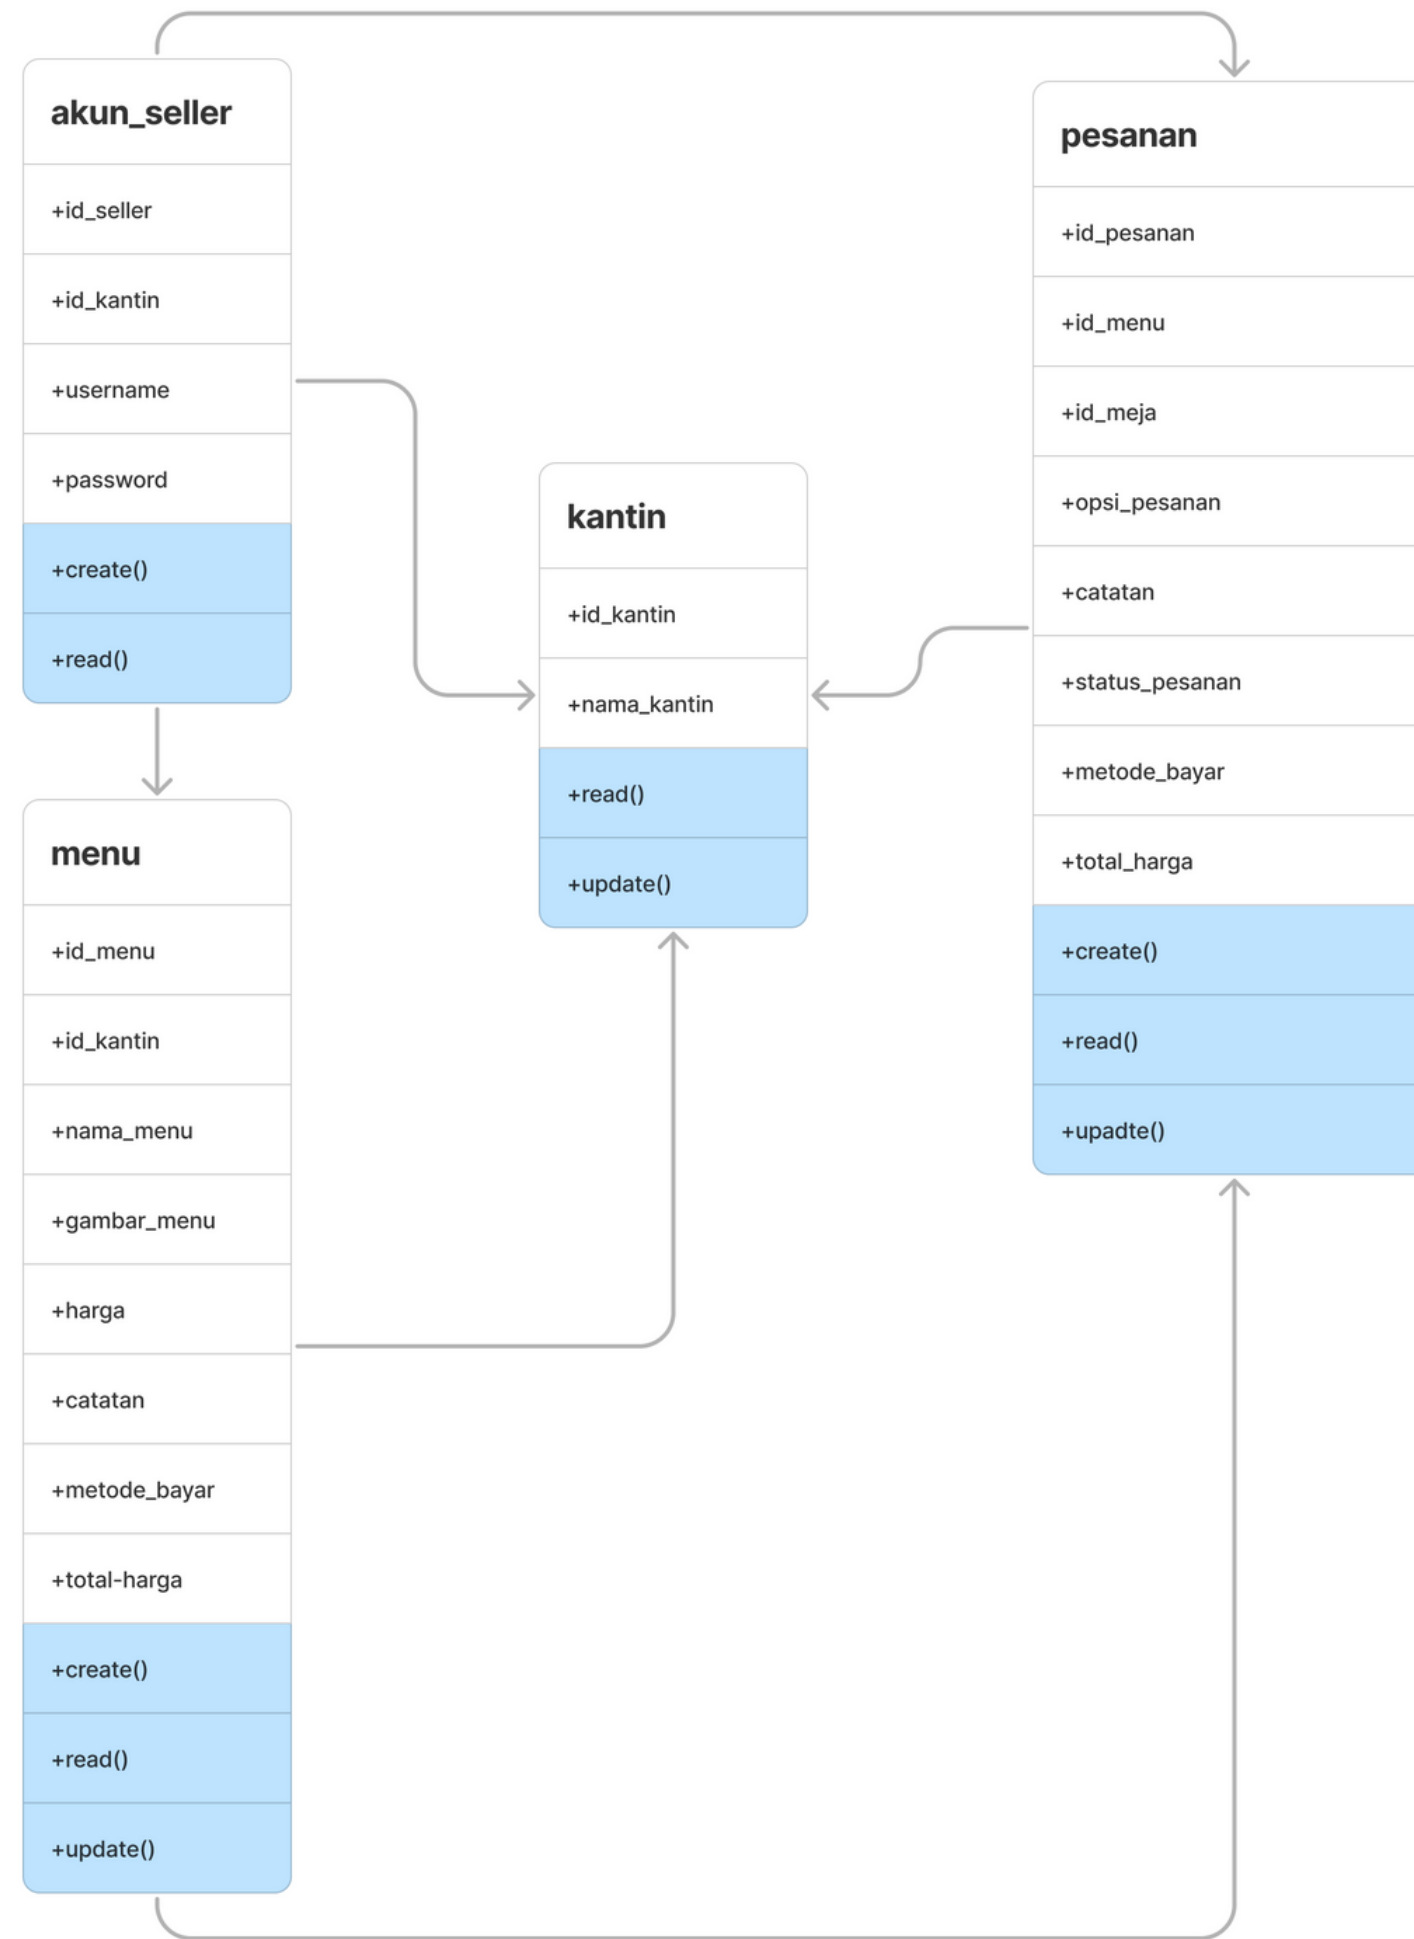 akun_seller
+id_seller
+id_kantin
+username
+password
+create()
+read()
menu
+id_menu
+id_kantin
+nama_menu
+gambar_menu
+harga
+catatan
+metode_bayar
+total-harga
+create()
+read()
+update()
kantin
+id_kantin
+nama_kantin
+read()
+update()
pesanan
+id_pesanan
+id_menu
+id_meja
+opsi_pesanan
+catatan
+status_pesanan
+metode_bayar
+total_harga
+create()
+read()
+upadte()